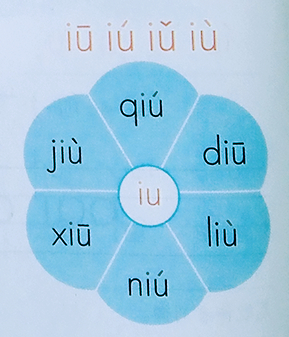 iū iú iǔ iù
qiú
jiù
diū
iu
xiū
liù
niú